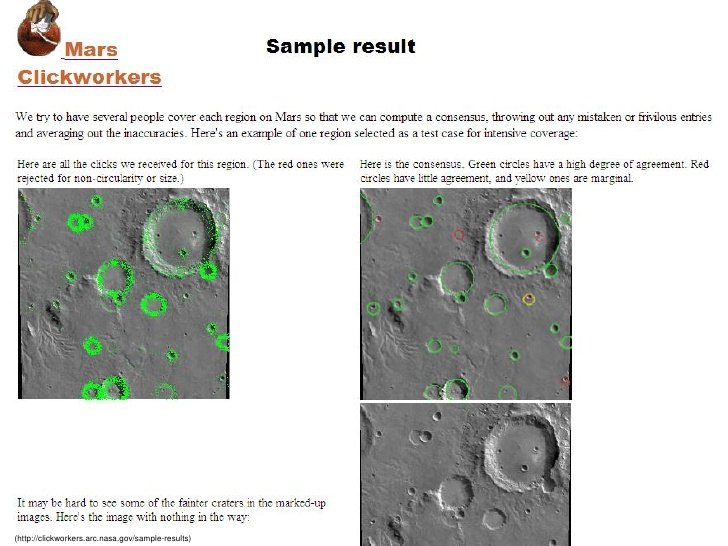 Mars
Clickworkers
Sample result
We try to have several people cover each region on Mars so that we can compute a consensus, throwing out any mistaken or frivilous entries
and averaging out the inaccuracies. Here's an example of one region selected as a test case for intensive coverage:
Here are all the clicks we received for this region. (The red ones were
rejected for non-circularity or size.)
Here is the consensus. Green circles have a high degree of agreement. Red
circles have little agreement, and yellow ones are marginal.
It may be hard to see some of the fainter craters in the marked-up
images. Here's the image with nothing in the way:
(http://clickworkers.arc.nasa.gov/sample-results)